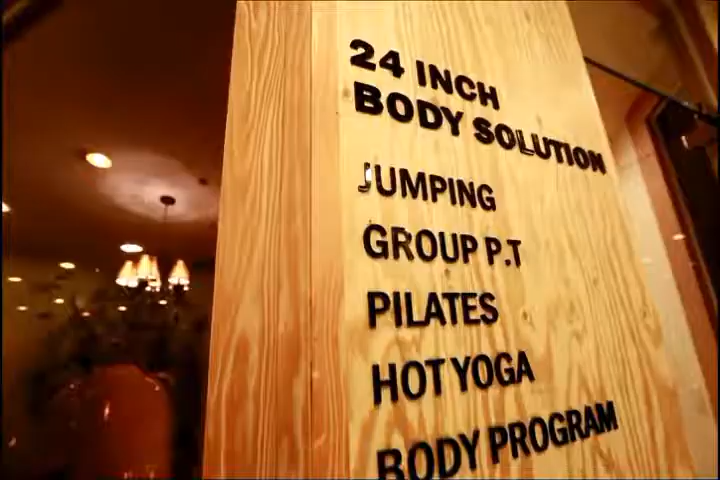 24 INCH
BODY SOLUTION
JUMPING
GROUP P.T
PILATES
HOT YOGA
BODY PROGRAM